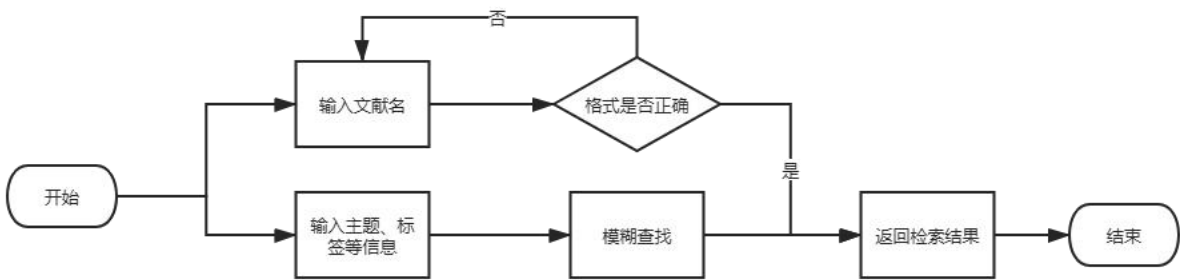 否
输入文献名
格式是否正确
是
开始
输入主题、标
签等信息
模糊查找
返回检索结果
结束